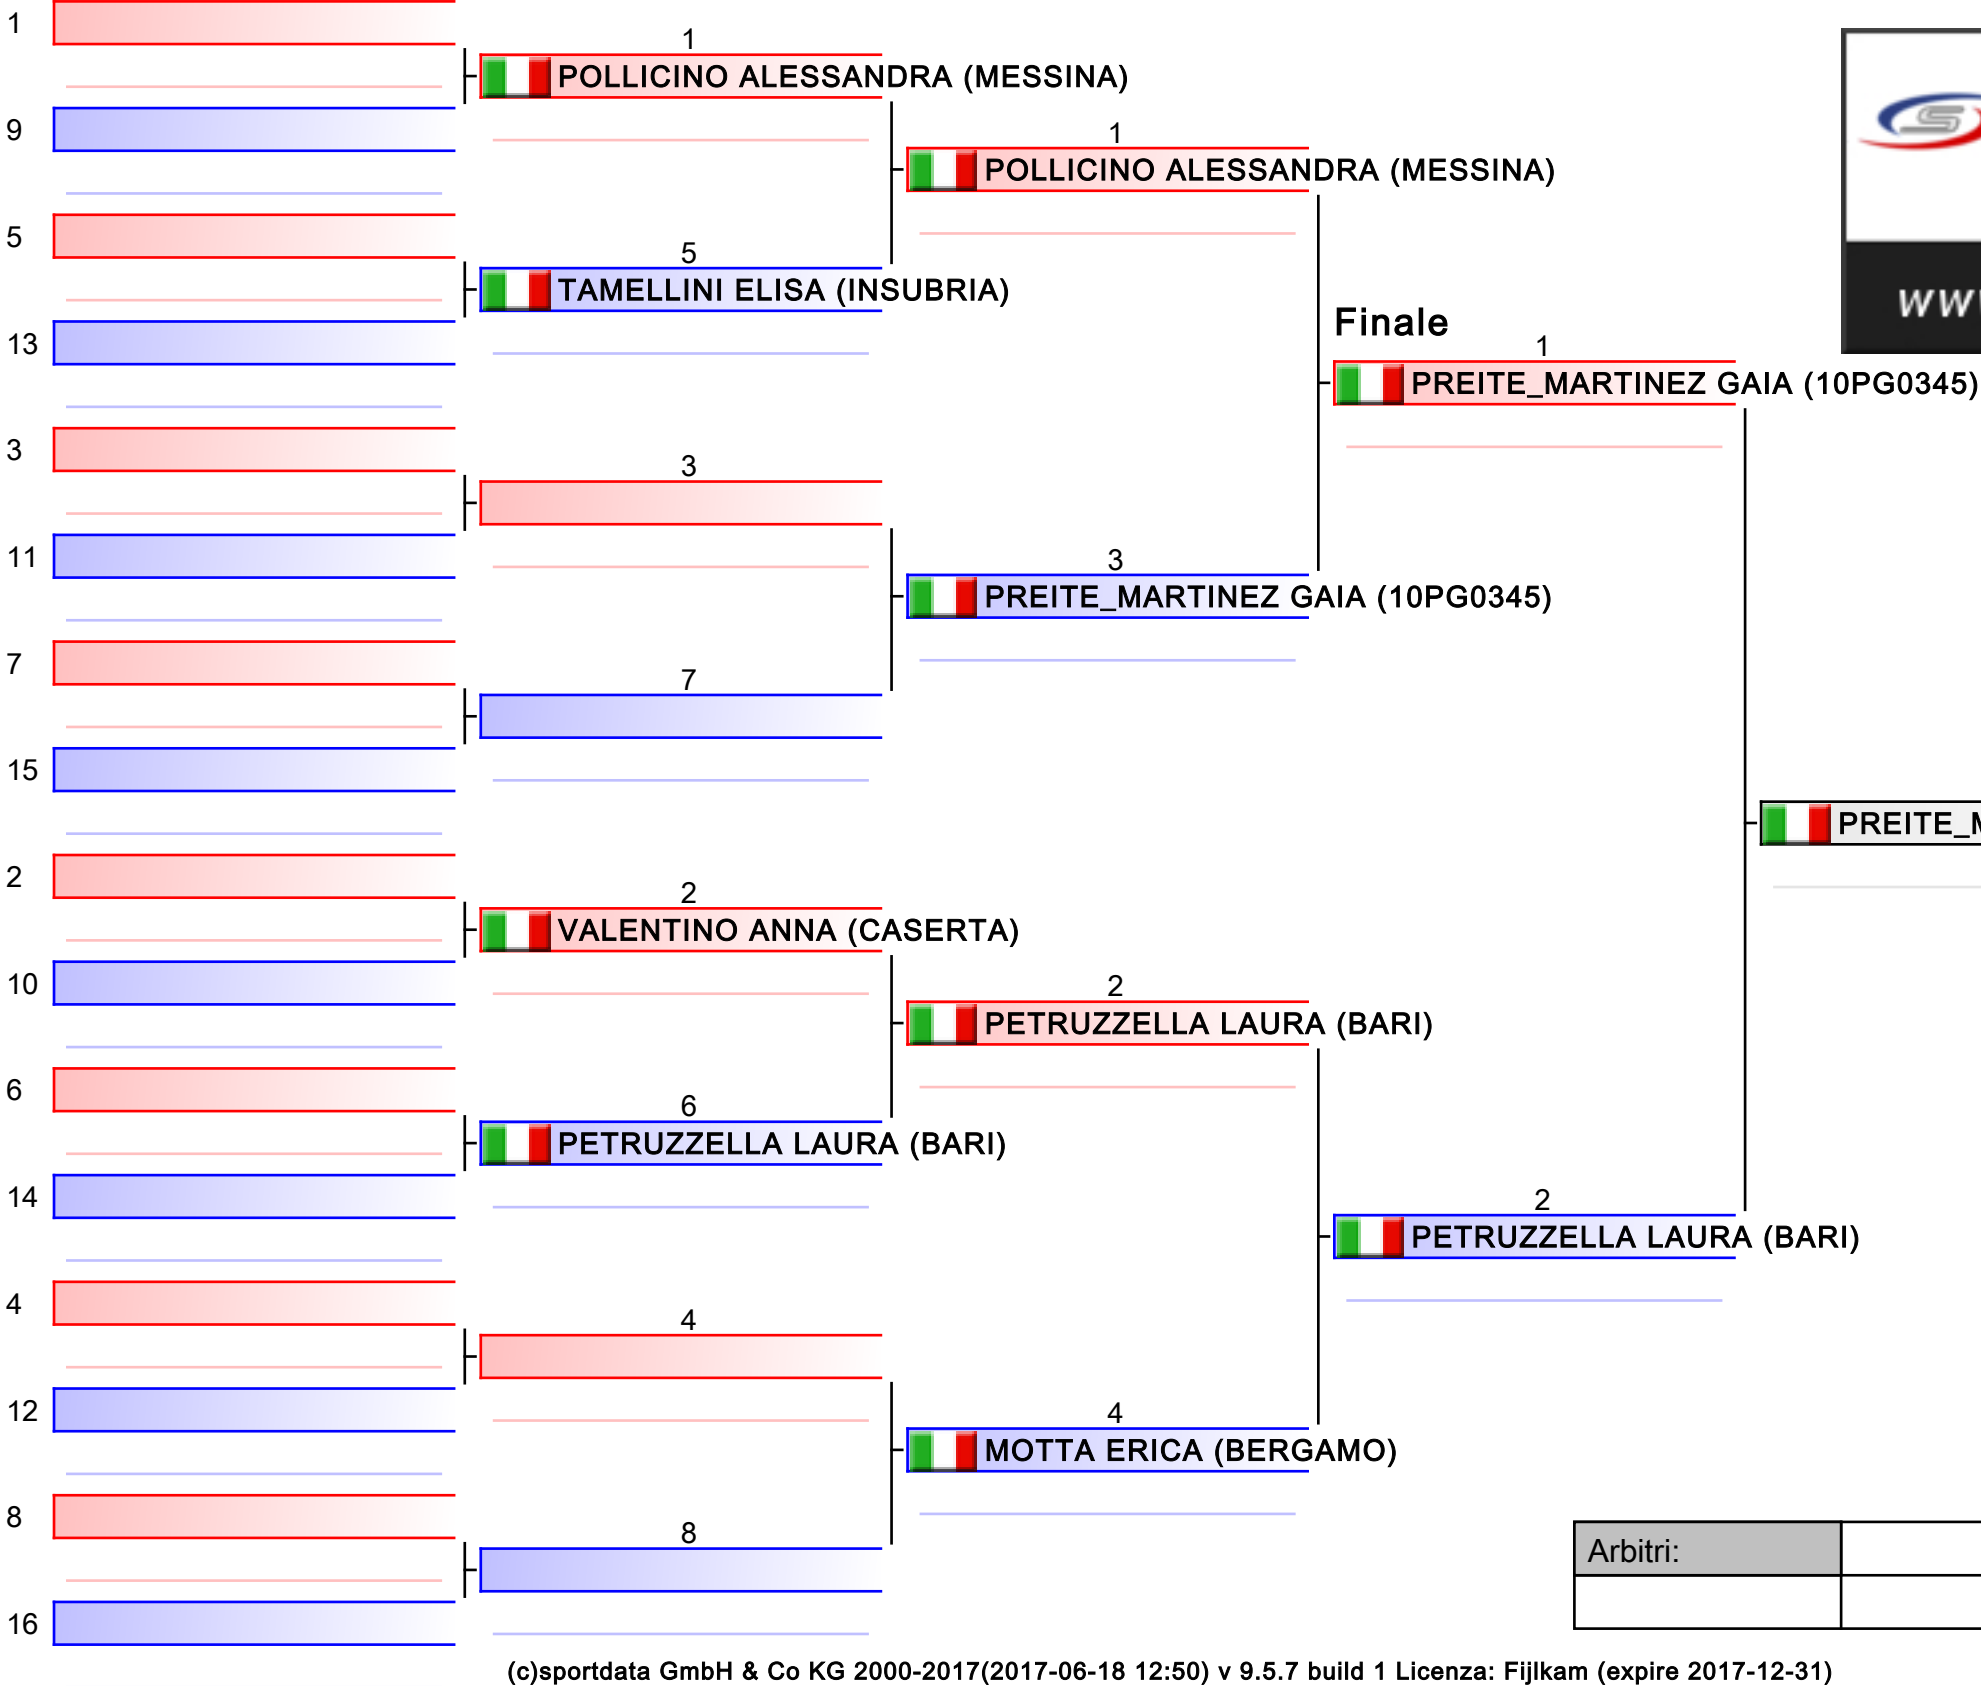 1
1
POLLICINO ALESSANDRA (MESSINA)
9
1
POLLICINO ALESSANDRA (MESSINA)
5
5
TAMELLINI ELISA (INSUBRIA)
13
Finale
1
PREITE_MARTINEZ GAIA (10PG0345)
3
3
11
3
PREITE_MARTINEZ GAIA (10PG0345)
7
7
15
PREITE_
2
2
VALENTINO ANNA (CASERTA)
10
2
PETRUZZELLA LAURA (BARI)
6
6
PETRUZZELLA LAURA (BARI)
14
2
PETRUZZELLA LAURA (BARI)
4
4
12
4
MOTTA ERICA (BERGAMO)
8
8
16
Arbitri:
(c)sportdata GmbH & Co KG 2000-2017(2017-06-18 12:50) v 9.5.7 build 1 Licenza: Fijlkam (expire 2017-12-31)